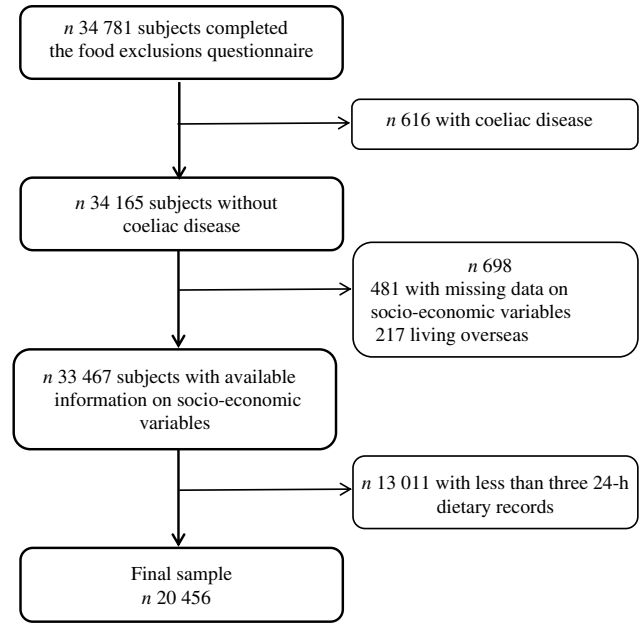 n 34 781 subjects completed
the food exclusions questionnaire
n 616 with coeliac disease
n 34 165 subjects without
coeliac disease
n 698
481 with missing data on
socio-economic variables
217 living overseas
n 33 467 subjects with available
information on socio-economic
variables
n 13 011 with less than three 24-h
dietary records
Final sample
n 20 456